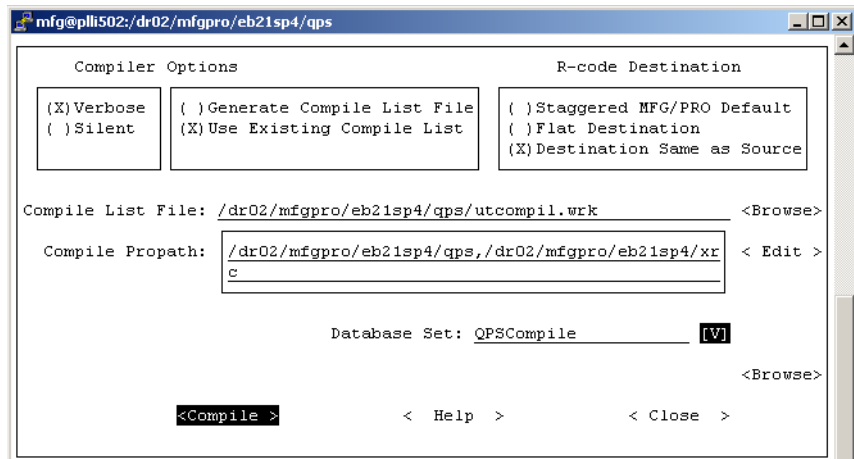 mfg@plli502:/dr02/mfgpro/eb21sp4/qps
Compiler Options R-code Destination
(X)Verbose ( )Generate Compile List File ( )Staggered MFG/PRO Default
( )Silent (X)Use Existing Compile List ( )Flat Destination
(X)Destination Same as Source
Compile List File: /dr02/mfgpro/eb21sp4/qps/utcompil.wrk <Browse>
Compile Propath: /dr02/mfgpro/eb21sp4/qps,/dr02/mfgpro/eb21sp4/xr < Edit >
c
Database Set: QPSCompile [V]
<Browse>
<Compile > < Help > < Close >